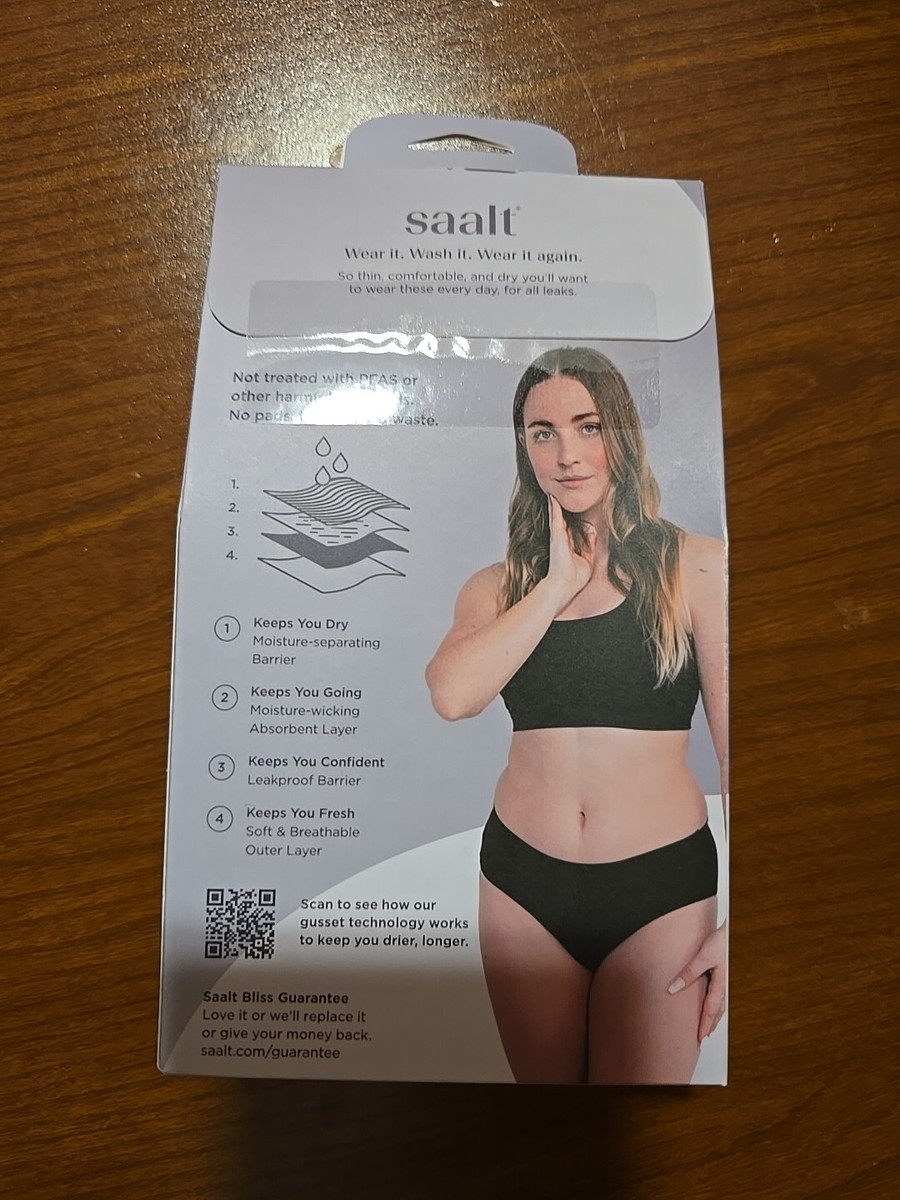 saalt
Wear it. Wash it. Wear it again.
So thin, comfortable, and dry you'll want
to wear these every day, for all leaks.
Not treated with PFAS or
other
No pads, waste.
1.
2.
3.
4.
1 Keeps You Dry
Moisture-separating
Barrier
2 Keeps You Going
Moisture-wicking
Absorbent Layer
3 Keeps You Confident
Leakproof Barrier
4 Keeps You Fresh
Soft & Breathable
Outer Layer
Scan to see how our
gusset technology works
to keep you drier, longer.
Saalt Bliss Guarantee
Love it or we'll replace it
or give your money back.
saalt.com/guarantee